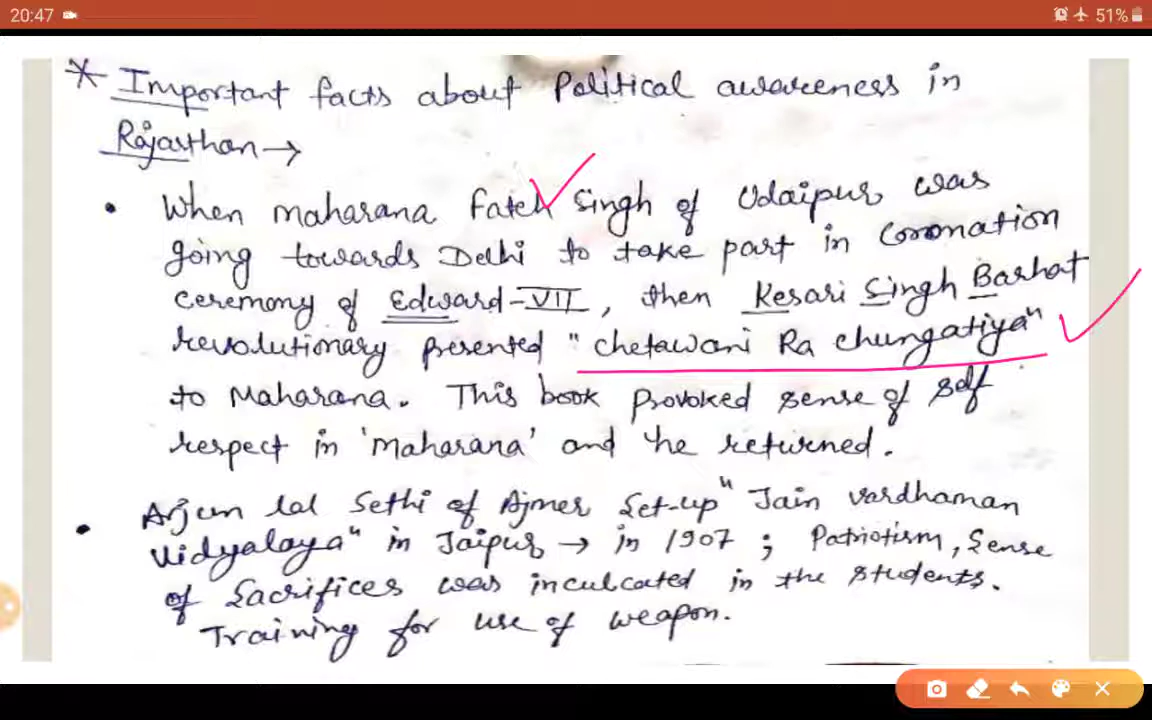 20:47
51%
* Important facts about Political awareness in
Rajasthan →
• When maharana Fateh Singh of Udaipur was
going towards Delhi to take part in coronation
ceremony of Edward-VII, then Kesari Singh Barhat
revolutionary presented "chetawani Ra chungatiya"
to Maharana. This book provoked sense of self
respect in 'Maharana' and he returned.
• Arjun lal Sethi of Ajmer Set-up "Jain vardhaman
Vidyalaya" in Jaipur → in 1907 ; Patriotism, Sense
of Sacrifices was inculcated in the students.
Training for use of weapon.